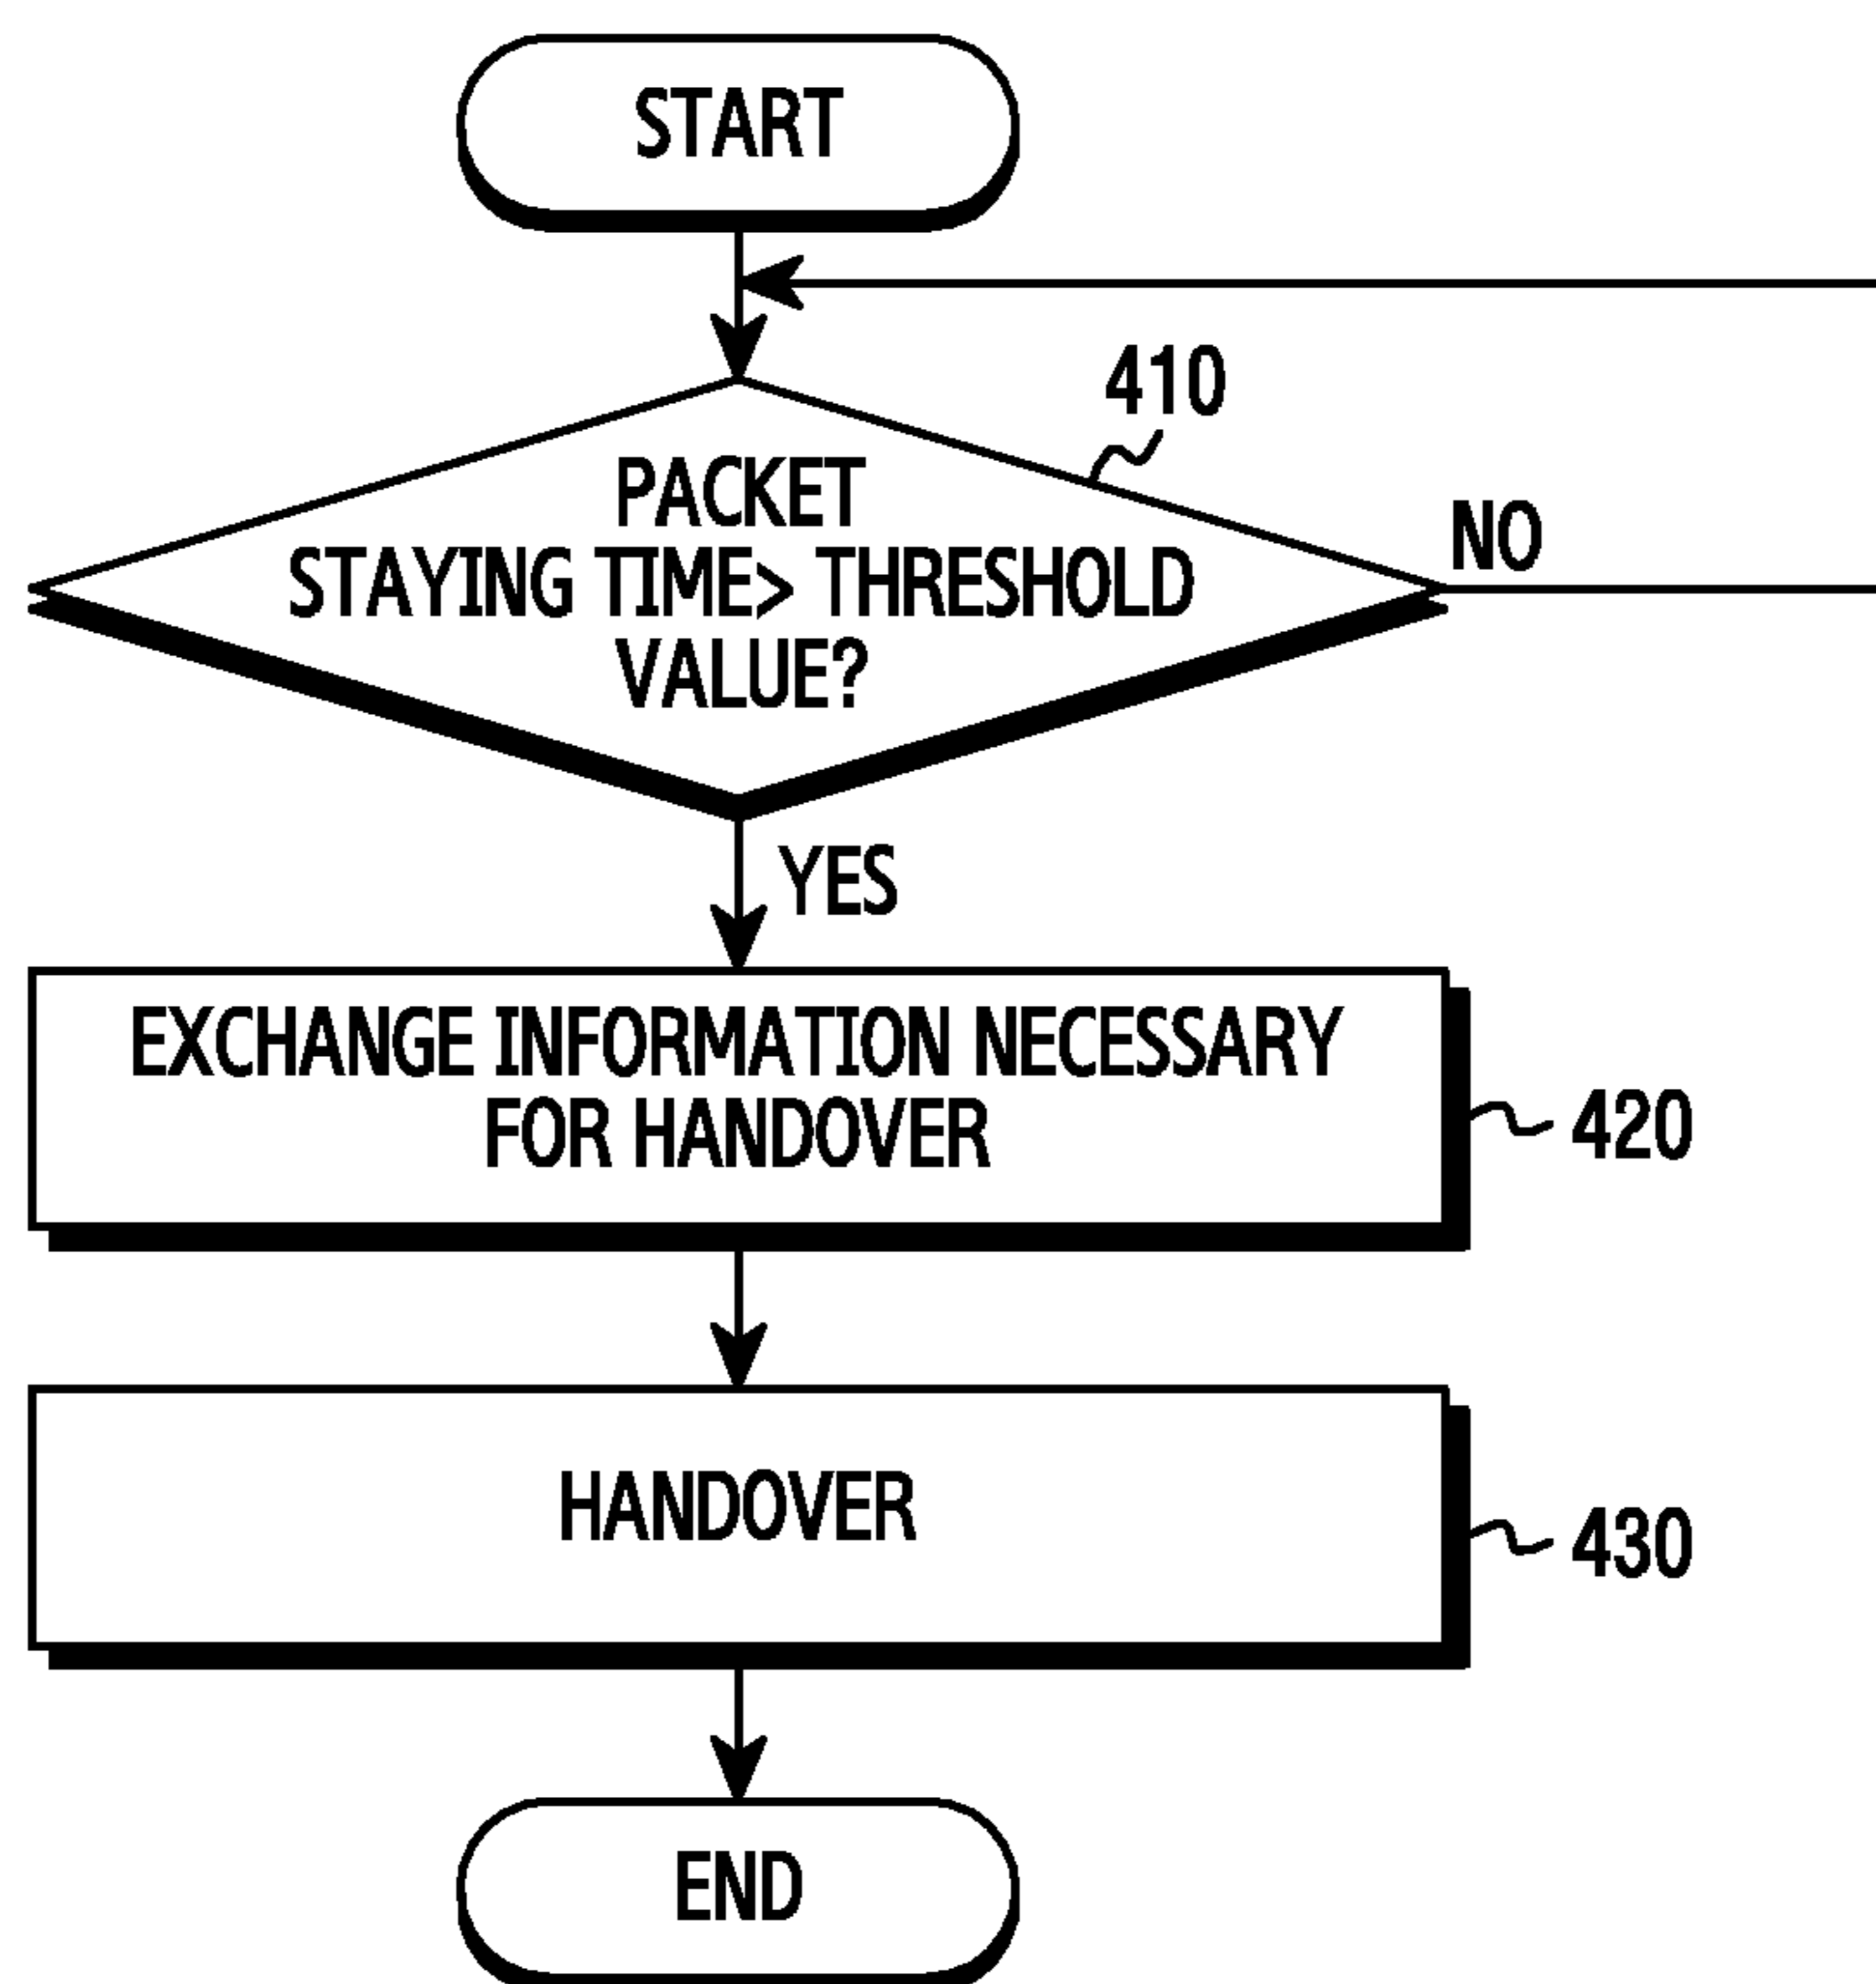 START
410
PACKET
STAYING TIME> THRESHOLD
VALUE?
NO
YES
EXCHANGE INFORMATION NECESSARY
FOR HANDOVER
420
HANDOVER
430
END